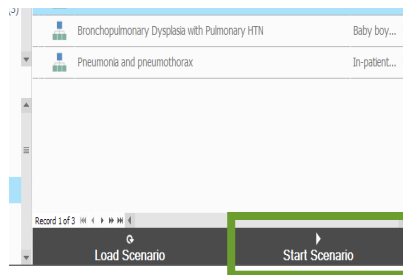 Bronchopulmonary Dysplasia with Pulmonary HTN Baby boy...
Pneumonia and pneumothorax In-patient...
Record 1 of 3
Load Scenario Start Scenario